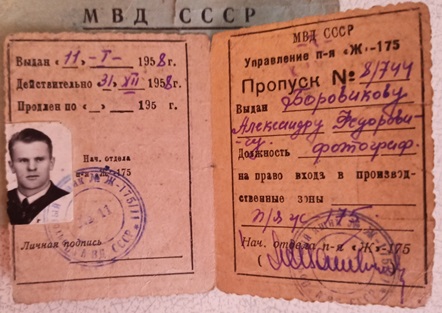 МВД СССР
Выдан „11„-I- 1958 г.
Действительно 31„ XII 1958 г.
Продлен по «_» 195 г.
Нач. отдела
п-я Ж-175
Личная подпись
МВД СССР
Управление п-я «Ж»-175
Пропуск № 8/744
Выдан Боровикову
Александру Федорови-
чу.
Должность фотограф.
на право входа в производ-
ственные зоны
п/я ус. 175
Нач. отдела п-я «Ж»-175